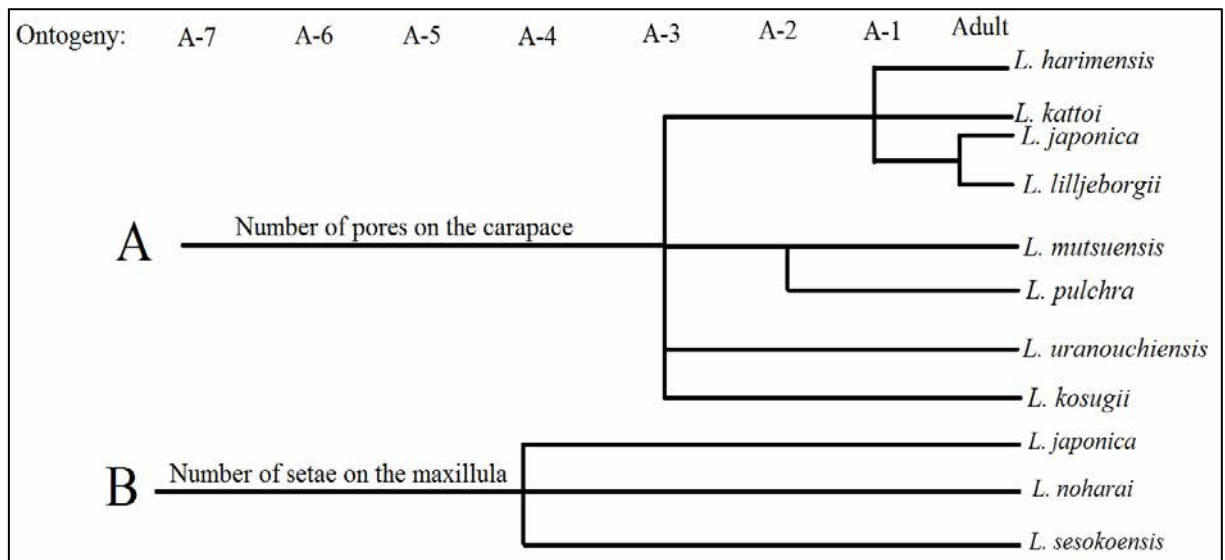 Ontogeny: A-7 A-6 A-5 A-4 A-3 A-2 A-1 Adult
L. harimensis
L. kattoi
L. japonica
L. lilljeborgii
Number of pores on the carapace
A
L. mutsuensis
L. pulchra
L. uranouchiensis
L. kosugii
L. japonica
Number of setae on the maxillula
B
L. noharai
L. sesokoensis